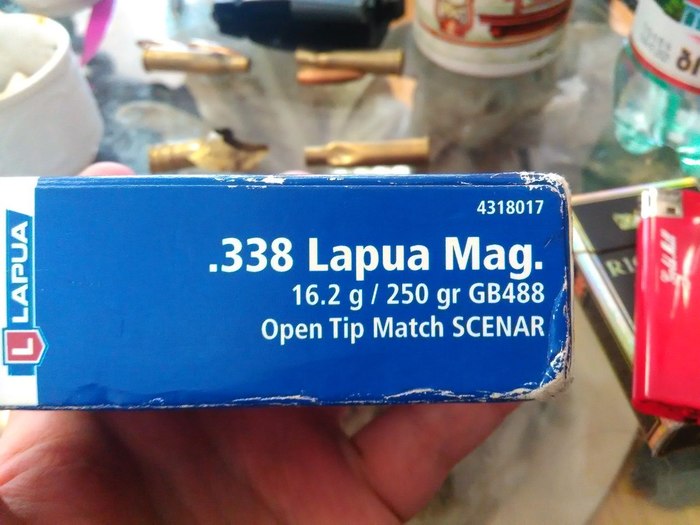 4318017
.338 Lapua Mag.
16.2 g / 250 gr GB488
Open Tip Match SCENAR
L LAPUA